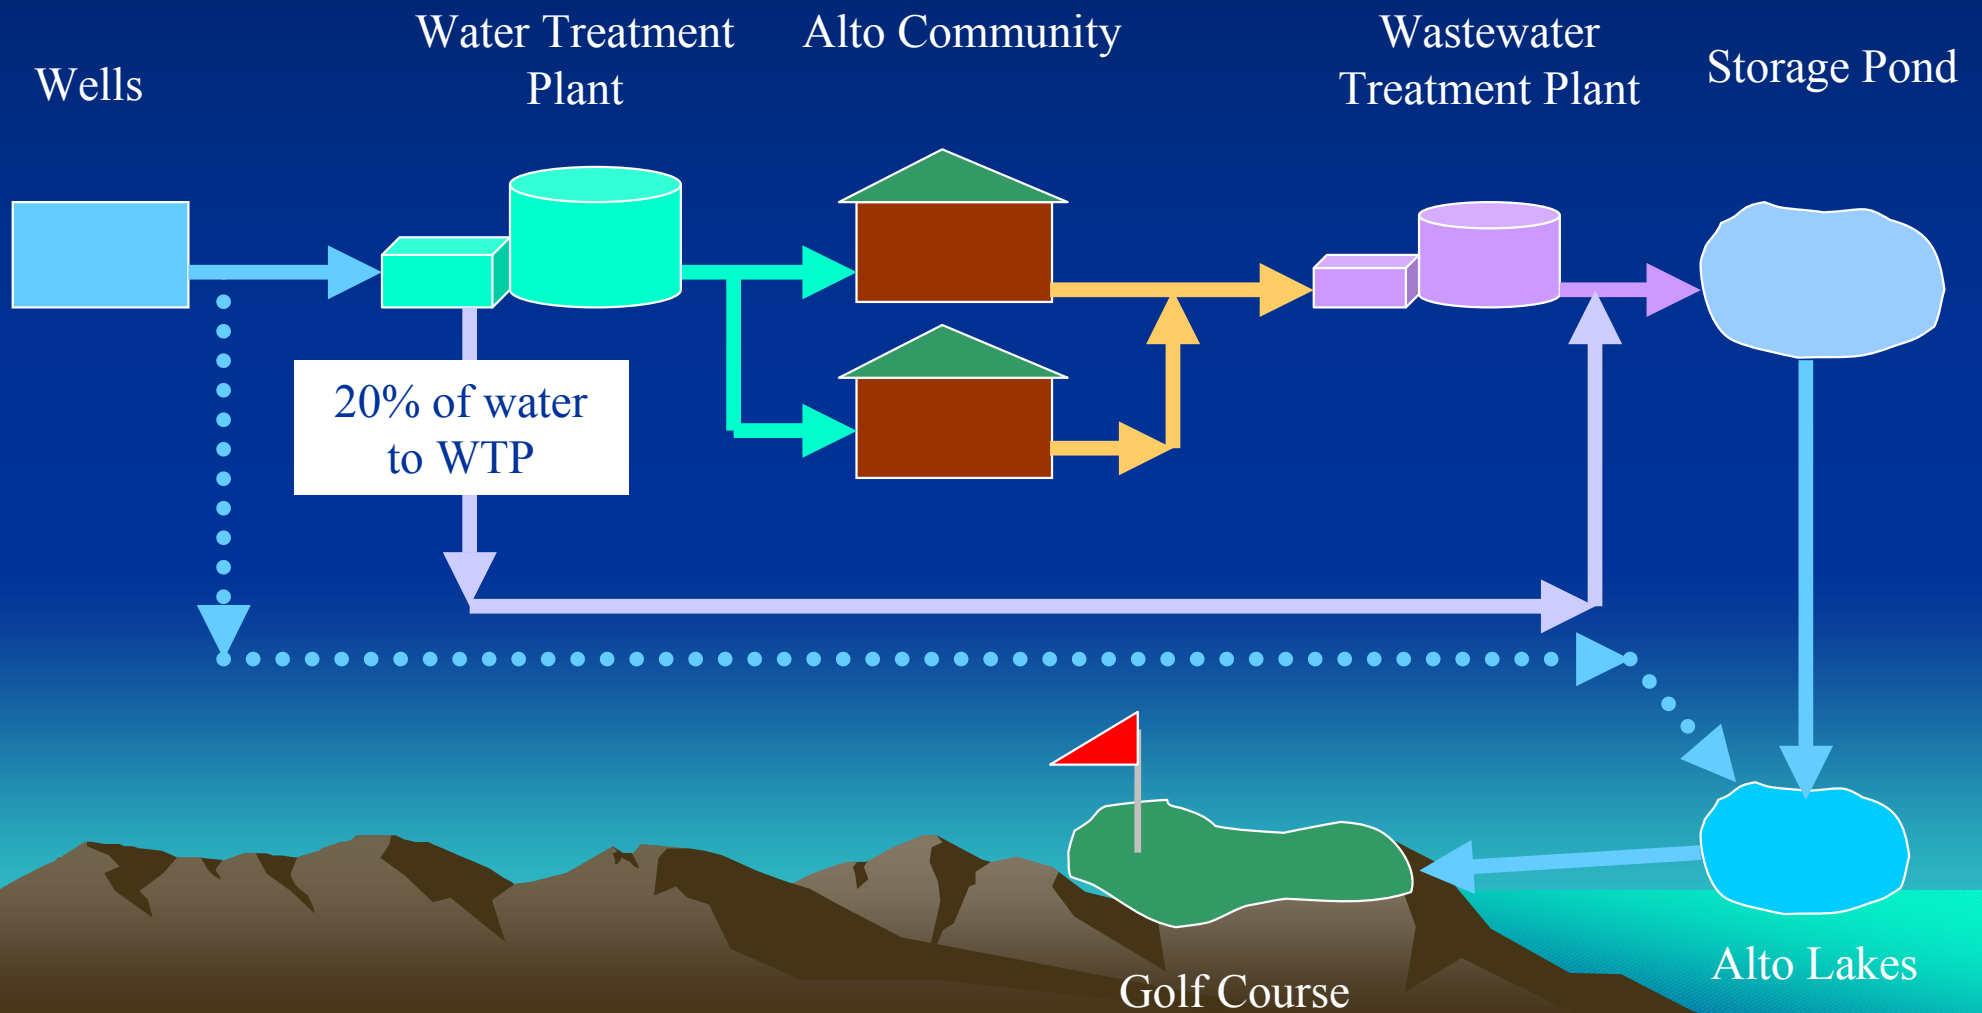 Wells
Water Treatment
Plant
Alto Community
Wastewater
Treatment Plant
Storage Pond
20% of water
to WTP
Alto Lakes
Golf Course